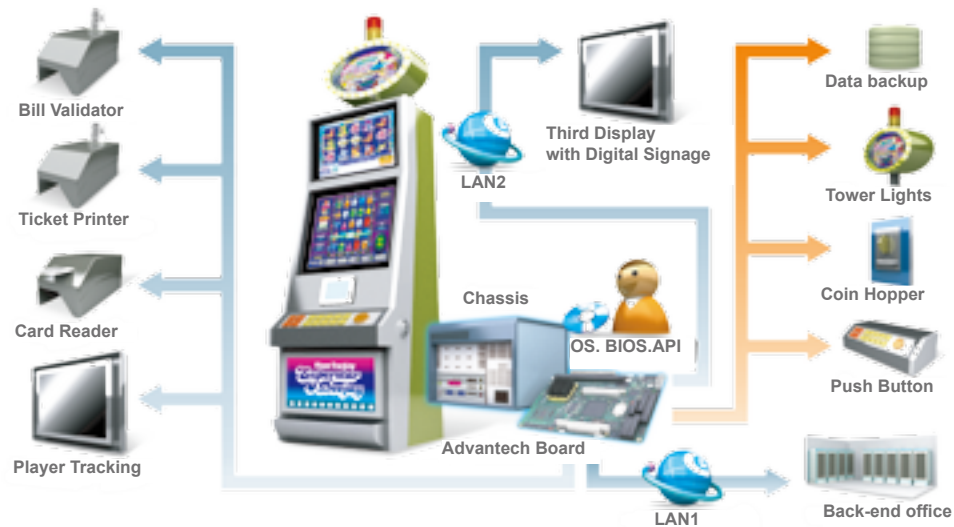 Bill Validator
Ticket Printer
Card Reader
Player Tracking
LAN2
Third Display
with Digital Signage
Chassis
OS. BIOS.API
Advantech Board
LAN1
Data backup
Tower Lights
Coin Hopper
Push Button
Back-end office